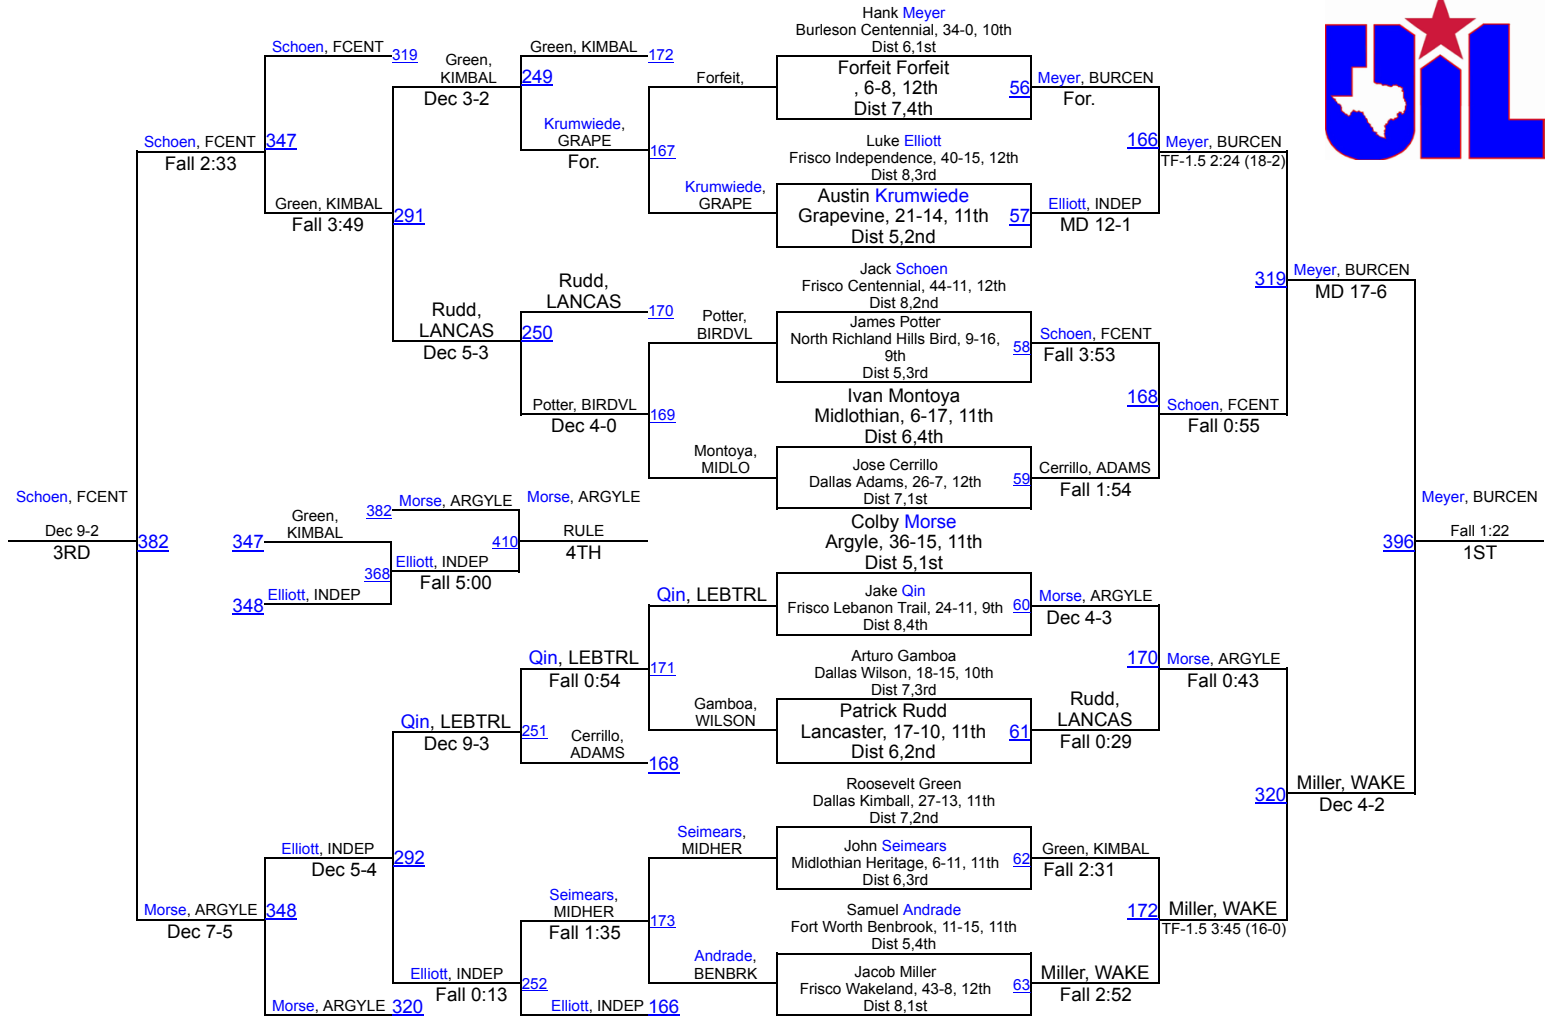 Hank Meyer
Burleson Centennial, 34-0, 10th
Dist 6,1st
Forfeit Forfeit
, 6-8, 12th
Dist 7,4th
56
Luke Elliott
Frisco Independence, 40-15, 12th
Dist 8,3rd
Austin Krumwiede
Grapevine, 21-14, 11th
Dist 5,2nd
57
Jack Schoen
Frisco Centennial, 44-11, 12th
Dist 8,2nd
James Potter
North Richland Hills Bird, 9-16,
9th
Dist 5,3rd
58
Ivan Montoya
Midlothian, 6-17, 11th
Dist 6,4th
Jose Cerrillo
Dallas Adams, 26-7, 12th
Dist 7,1st
59
Colby Morse
Argyle, 36-15, 11th
Dist 5,1st
Jake Qin
Frisco Lebanon Trail, 24-11, 9th
Dist 8,4th
60
Arturo Gamboa
Dallas Wilson, 18-15, 10th
Dist 7,3rd
Patrick Rudd
Lancaster, 17-10, 11th
Dist 6,2nd
61
Roosevelt Green
Dallas Kimball, 27-13, 11th
Dist 7,2nd
John Seimears
Midlothian Heritage, 6-11, 11th
Dist 6,3rd
62
Samuel Andrade
Fort Worth Benbrook, 11-15, 11th
Dist 5,4th
Jacob Miller
Frisco Wakeland, 43-8, 12th
Dist 8,1st
63
Meyer, BURCEN
For.
Elliott, INDEP
MD 12-1
Schoen, FCENT
Fall 3:53
Cerrillo, ADAMS
Fall 1:54
Morse, ARGYLE
Dec 4-3
Rudd,
LANCAS
Fall 0:29
Green, KIMBAL
Fall 2:31
Miller, WAKE
Fall 2:52
166
Meyer, BURCEN
TF-1.5 2:24 (18-2)
168
Schoen, FCENT
Fall 0:55
170
Morse, ARGYLE
Fall 0:43
172
Miller, WAKE
TF-1.5 3:45 (16-0)
319
Meyer, BURCEN
MD 17-6
320
Miller, WAKE
Dec 4-2
396
Meyer, BURCEN
Fall 1:22
1ST
UIL
Forfeit,
Krumwiede,
GRAPE
167
Potter,
BIRDVL
Montoya,
MIDLO
169
Qin, LEBTRL
Gamboa,
WILSON
171
Seimears,
MIDHER
Andrade,
BENBRK
173
Green, KIMBAL
172
Krumwiede,
GRAPE
For.
249
Rudd,
LANCAS
170
Potter, BIRDVL
Dec 4-0
250
Qin, LEBTRL
Fall 0:54
Cerrillo,
ADAMS
168
251
Seimears,
MIDHER
Fall 1:35
Elliott, INDEP
166
252
Green,
KIMBAL
Dec 3-2
Rudd,
LANCAS
Dec 5-3
291
Qin, LEBTRL
Dec 9-3
Elliott, INDEP
Fall 0:13
292
Schoen, FCENT
319
Green, KIMBAL
Fall 3:49
347
Elliott, INDEP
Dec 5-4
Morse, ARGYLE
320
348
Schoen, FCENT
Fall 2:33
Morse, ARGYLE
Dec 7-5
382
Schoen, FCENT
Dec 9-2
3RD
347
Green,
KIMBAL
348
Elliott, INDEP
368
Elliott, INDEP
Fall 5:00
382
Morse, ARGYLE
410
Morse, ARGYLE
RULE
4TH